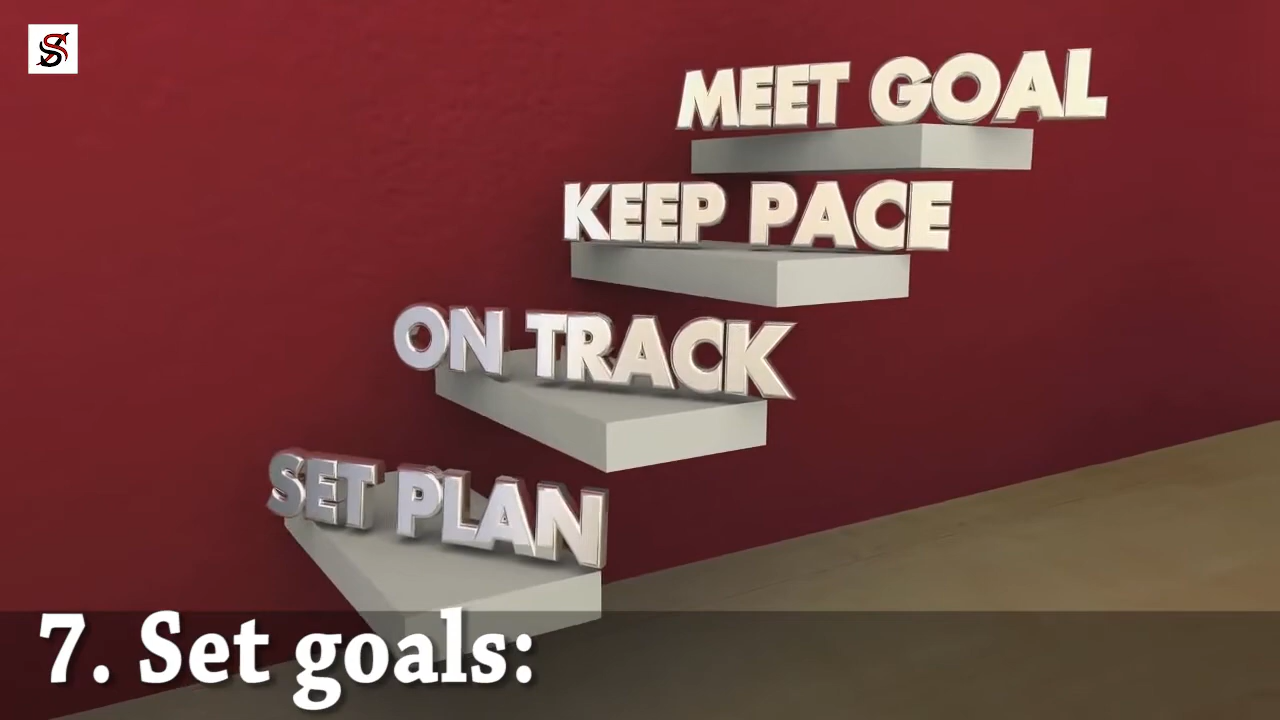 MEET GOAL
KEEP PACE
ON TRACK
SET PLAN
7. Set goals: